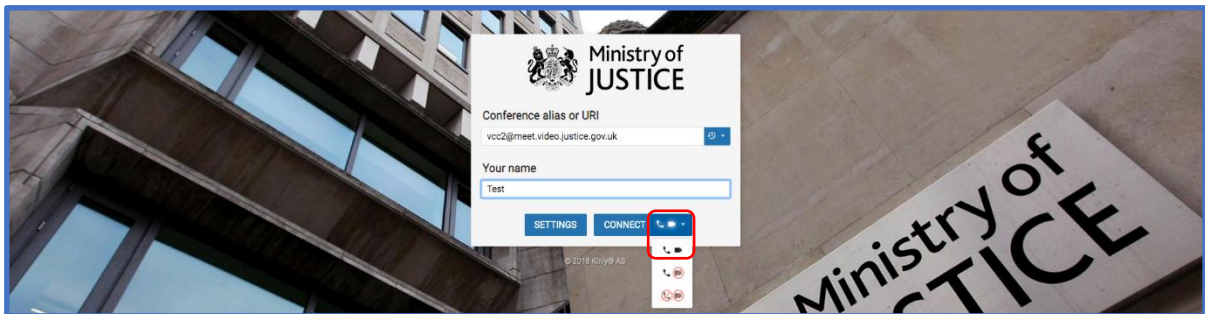 Ministry of
JUSTICE
Conference alias or URI
vcc2@meet.video.justice.gov.uk
Your name
Test
SETTINGS CONNECT
© 2018 Kinly® AS
Ministry of
JUSTICE